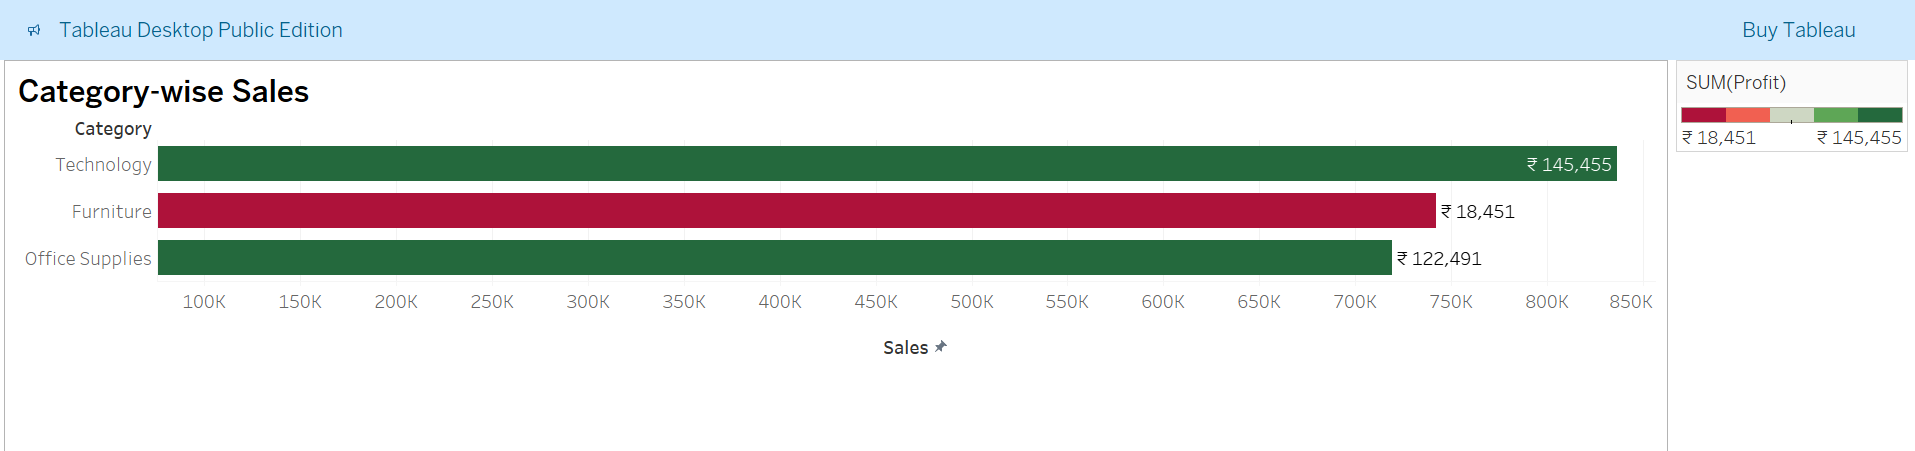 Tableau Desktop Public Edition
Buy Tableau
Category-wise Sales
Category
Technology
₹ 145,455
Furniture
₹ 18,451
Office Supplies
₹ 122,491
100K 150K 200K 250K 300K 350K 400K 450K 500K 550K 600K 650K 700K 750K 800K 850K
Sales
SUM(Profit)
₹ 18,451 ₹ 145,455